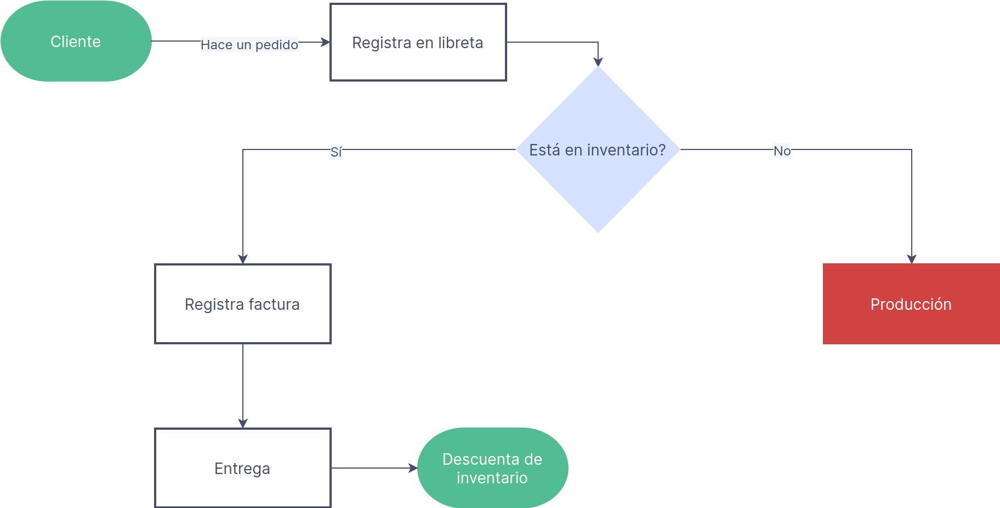 Cliente
Hace un pedido
Registra en libreta
Está en inventario?
Sí
No
Registra factura
Producción
Entrega
Descuenta de
inventario